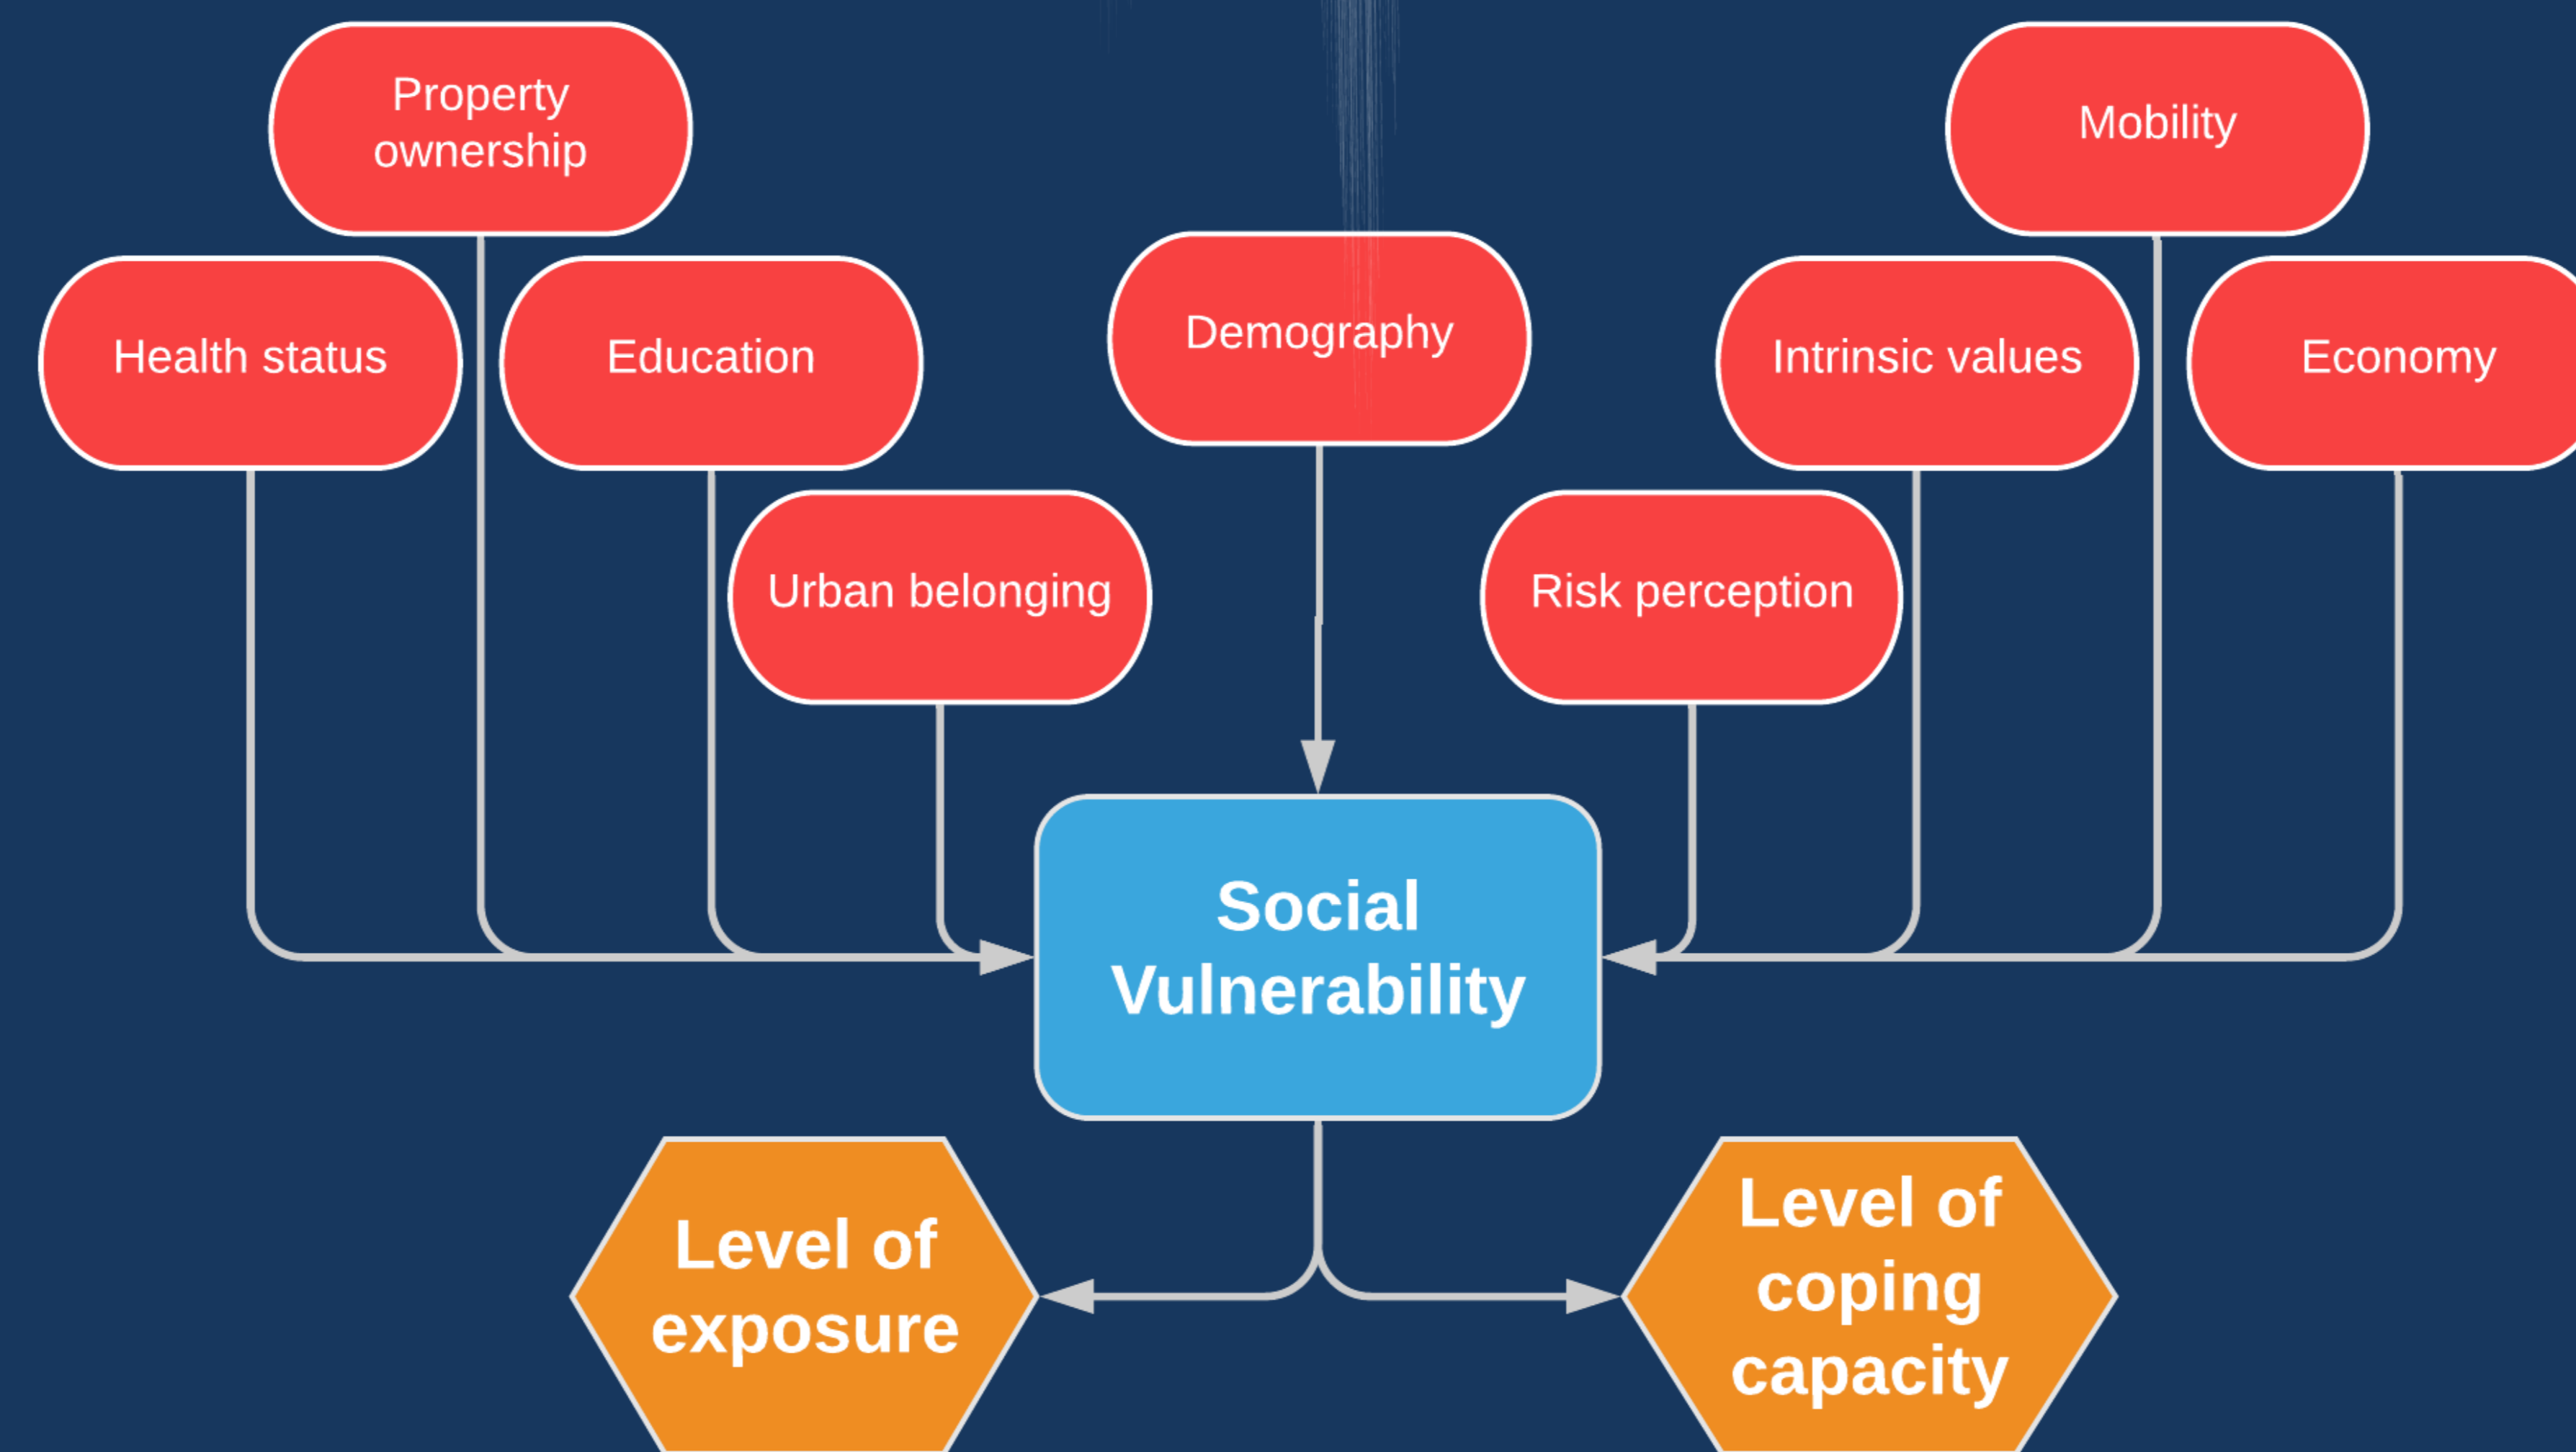 Property
ownership
Mobility
Health status
Education
Demography
Intrinsic values
Economy
Urban belonging
Risk perception
Social
Vulnerability
Level of
exposure
Level of
coping
capacity